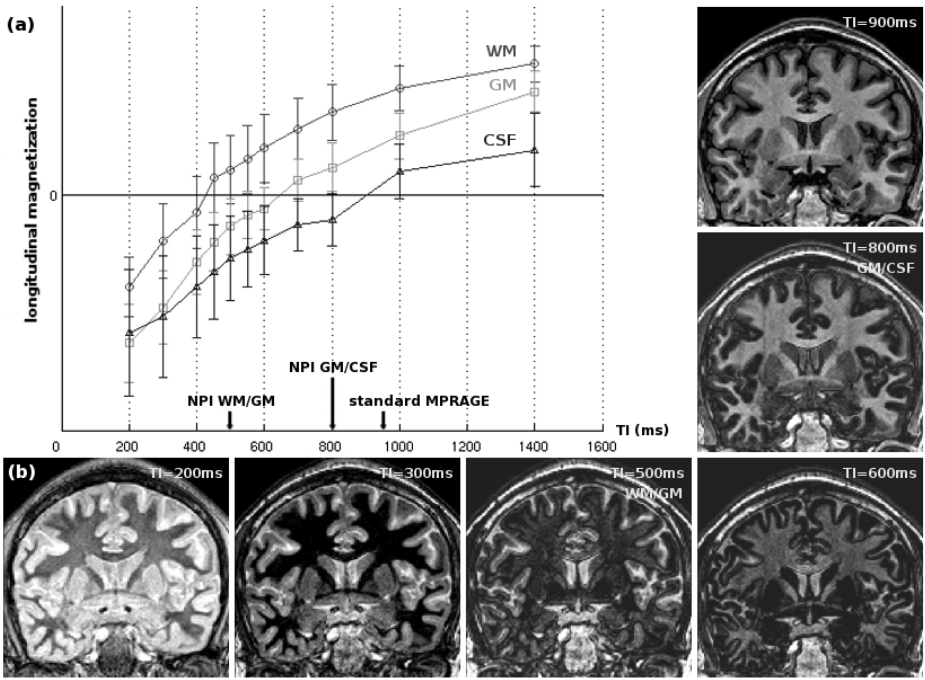 (a)
WM
GM
CSF
longitudinal magnetization
0
NPI GM/CSF
NPI WM/GM
standard MPRAGE
0 200 400 600 800 1000 1200 1400 1600
TI (ms)
TI=900ms
TI=800ms
GM/CSF
(b)
TI=200ms
TI=300ms
TI=500ms
WM/GM
TI=600ms